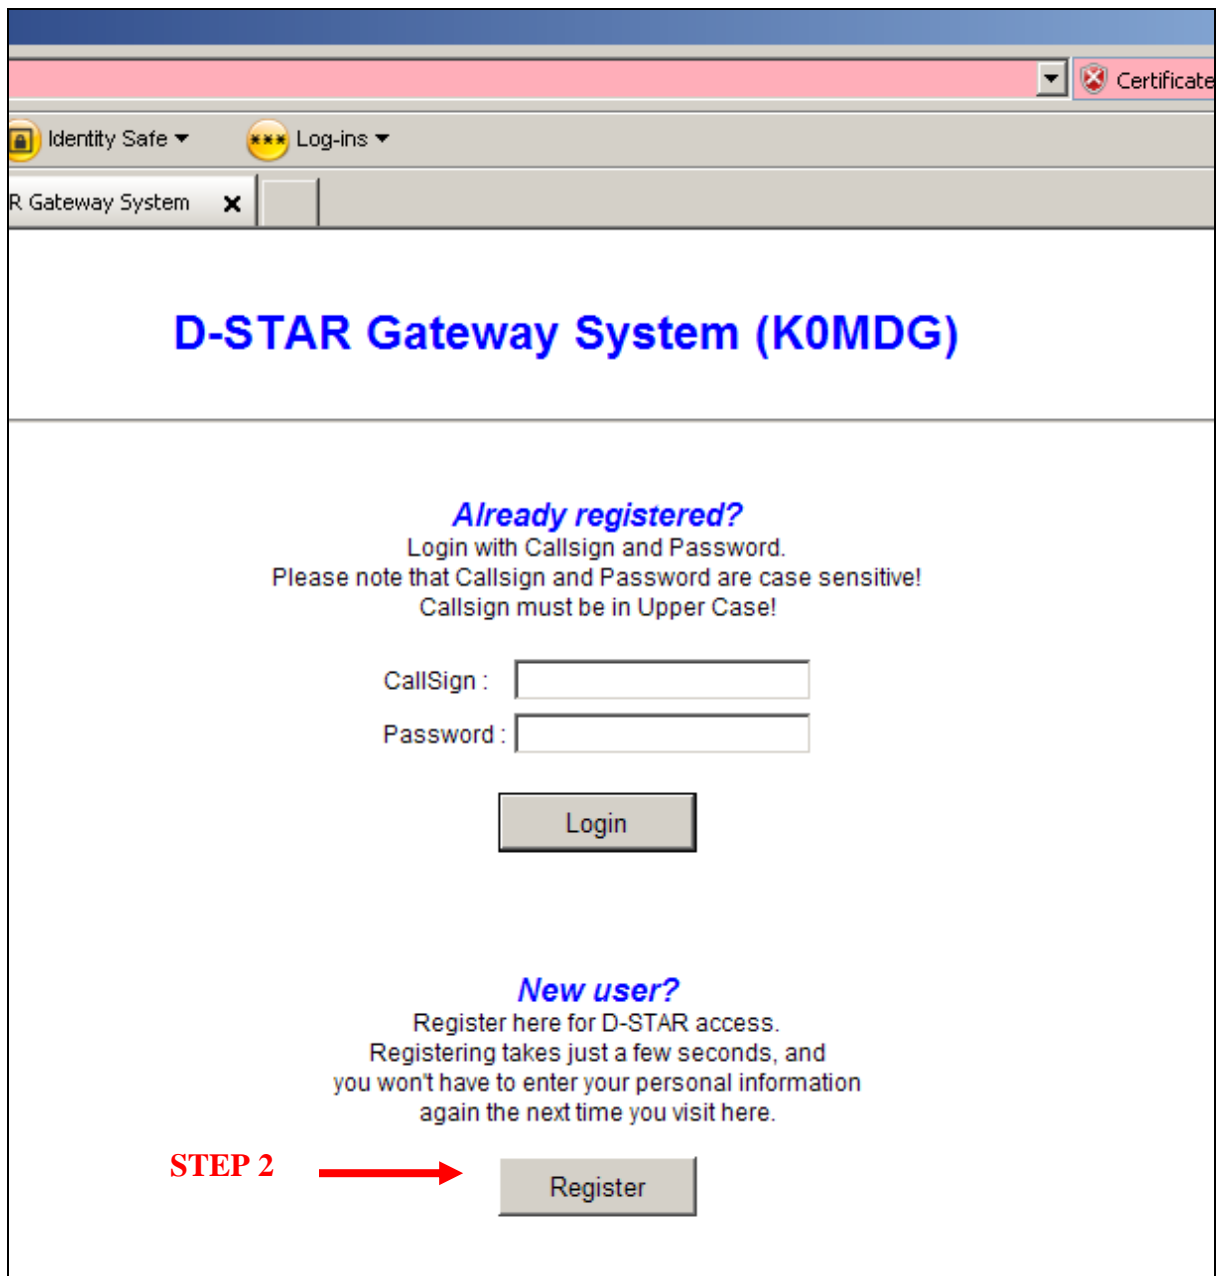 Certificate
Identity Safe
*** Log-ins
R Gateway System
D-STAR Gateway System (K0MDG)
Already registered?
Login with Callsign and Password.
Please note that Callsign and Password are case sensitive!
Callsign must be in Upper Case!
CallSign :
Password :
Login
New user?
Register here for D-STAR access.
Registering takes just a few seconds, and
you won't have to enter your personal information
again the next time you visit here.
STEP 2
Register